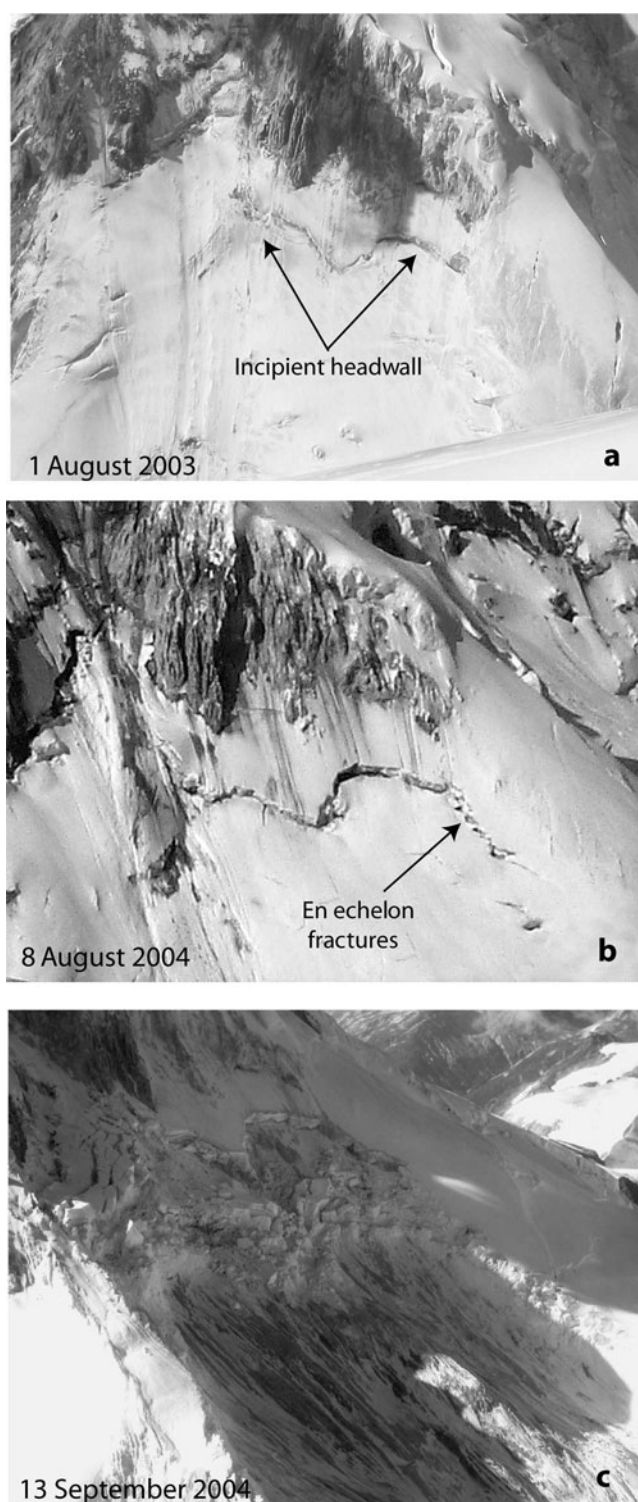 Incipient headwall
1 August 2003
a
En echelon
fractures
8 August 2004
b
13 September 2004
c